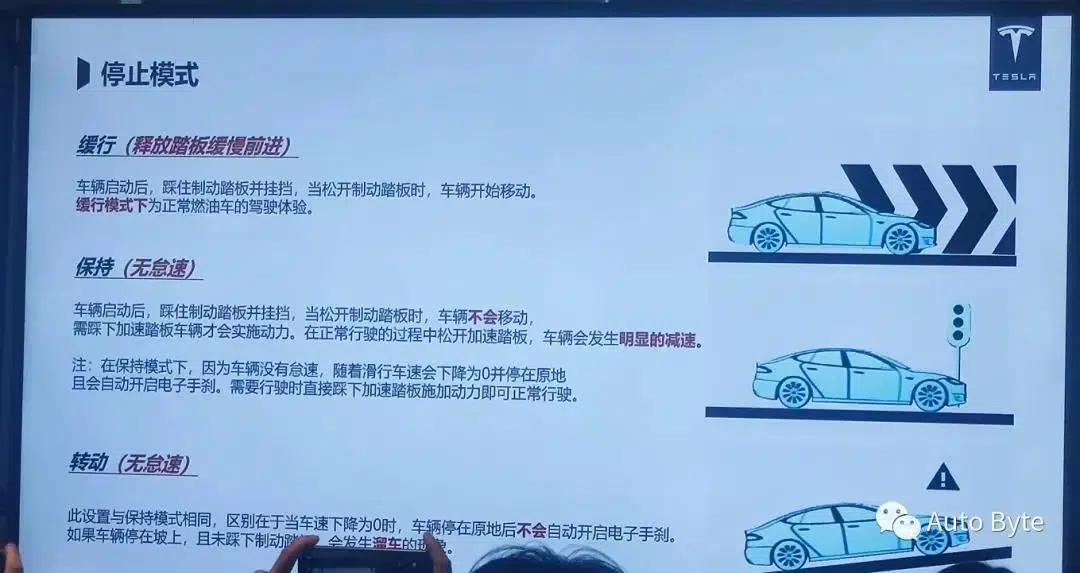 TESLA
停止模式
缓行（释放踏板缓慢前进）
车辆启动后，踩住制动踏板并挂挡，当松开制动踏板时，车辆开始移动。
缓行模式下为正常燃油车的驾驶体验。
保持（无怠速）
车辆启动后，踩住制动踏板并挂挡，当松开制动踏板时，车辆不会移动，
需踩下加速踏板车辆才会实施动力。在正常行驶的过程中松开加速踏板，车辆会发生明显的减速。
注：在保持模式下，因为车辆没有怠速，随着滑行车速会下降为0并停在原地
且会自动开启电子手刹。需要行驶时直接踩下加速踏板施加动力即可正常行驶。
转动（无怠速）
此设置与保持模式相同，区别在于当车速下降为0时，车辆停在原地后不会自动开启电子手刹。
如果车辆停在坡上，且未踩下制动踏 会发生溜车的现
Auto Byte